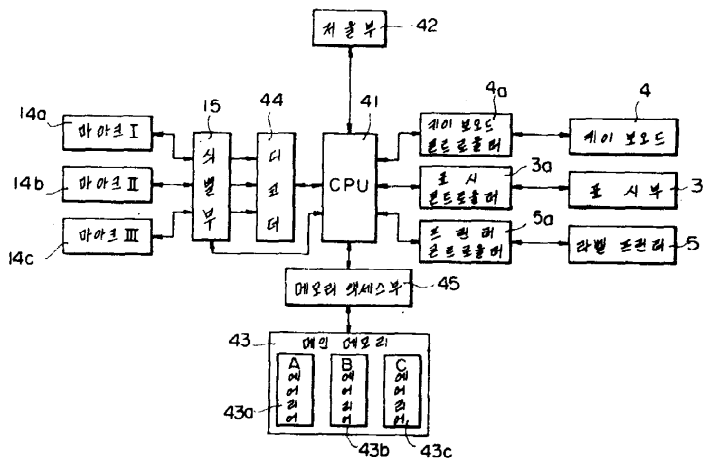 저울부
42
14a
마아크 I
14b
마아크 II
14c
마아크 III
15
식별부
44
디코더
41
CPU
4a
케이 보오드
콘트로울러
4
케이 보오드
3a
표시
콘트로울러
표시부
3
5a
프린터
콘트로울러
라벨 프린터
5
메모리 액세스부
45
43
메인 메모리
A
에어리어
43a
B
에어리어
43b
C
에어리어
43c